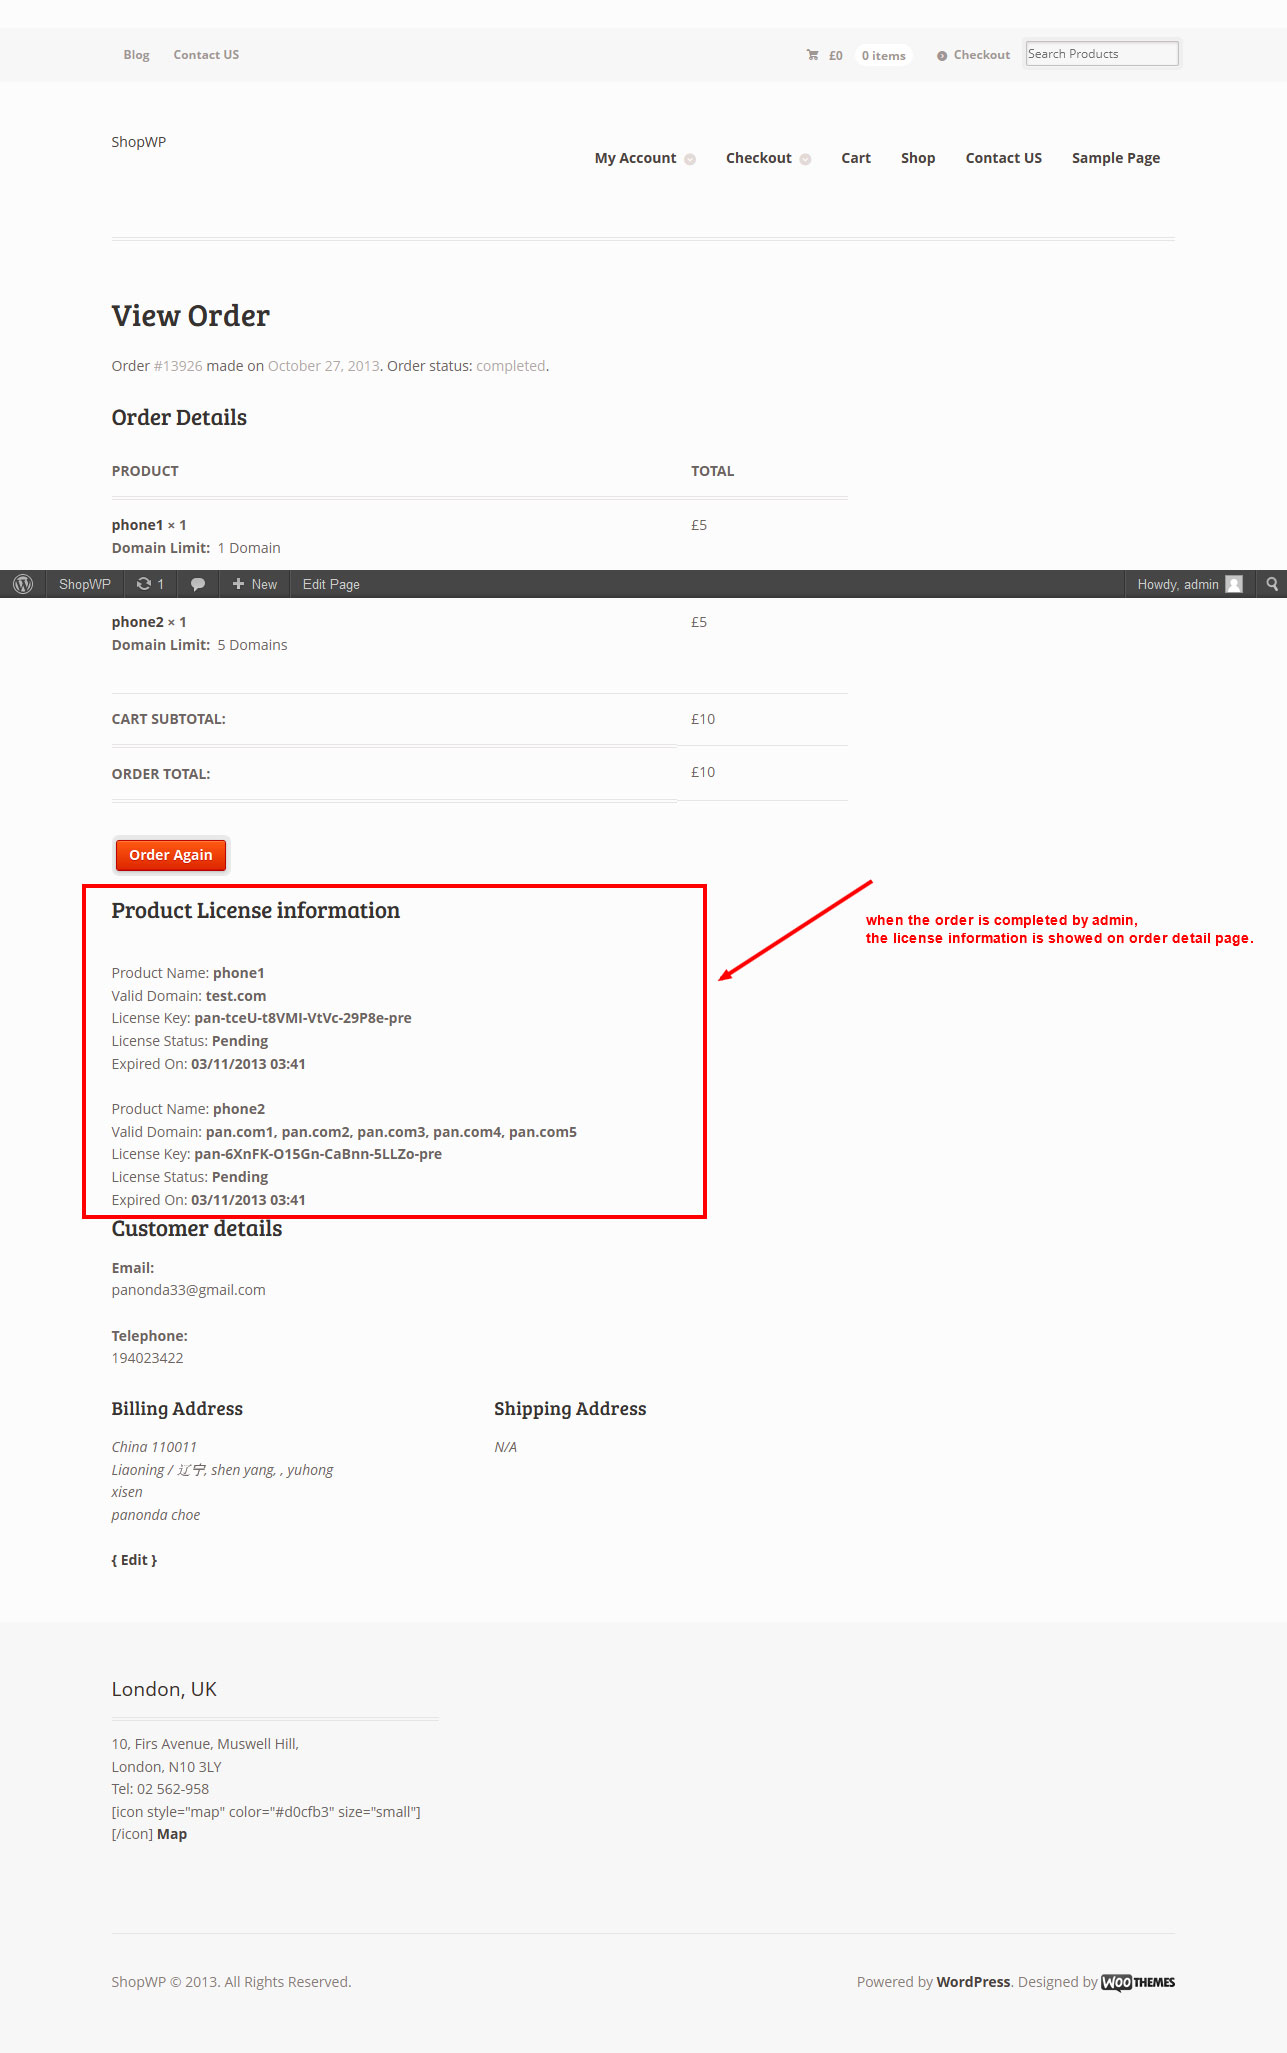 Blog Contact US £0 0 items Checkout Search Products
ShopWP
My Account Checkout Cart Shop Contact US Sample Page
View Order
Order #13926 made on October 27, 2013. Order status: completed.
Order Details
PRODUCT TOTAL
phone1 × 1 £5
Domain Limit: 1 Domain
ShopWP 1 New Edit Page Howdy, admin
phone2 × 1 £5
Domain Limit: 5 Domains
CART SUBTOTAL: £10
ORDER TOTAL: £10
Order Again
Product License information
when the order is completed by admin,
the license information is showed on order detail page.
Product Name: phone1
Valid Domain: test.com
License Key: pan-tceU-t8VMI-VtVc-29P8e-pre
License Status: Pending
Expired On: 03/11/2013 03:41
Product Name: phone2
Valid Domain: pan.com1, pan.com2, pan.com3, pan.com4, pan.com5
License Key: pan-6XnFK-O15Gn-CaBnn-5LLZo-pre
License Status: Pending
Expired On: 03/11/2013 03:41
Customer details
Email:
panonda33@gmail.com
Telephone:
194023422
Billing Address
China 110011
Liaoning / 辽宁, shen yang, , yuhong
xisen
panonda choe
{ Edit }
Shipping Address
N/A
London, UK
10, Firs Avenue, Muswell Hill,
London, N10 3LY
Tel: 02 562-958
[icon style="map" color="#d0cfb3" size="small"]
[/icon] Map
ShopWP © 2013. All Rights Reserved. Powered by WordPress. Designed by WOOTHEMES